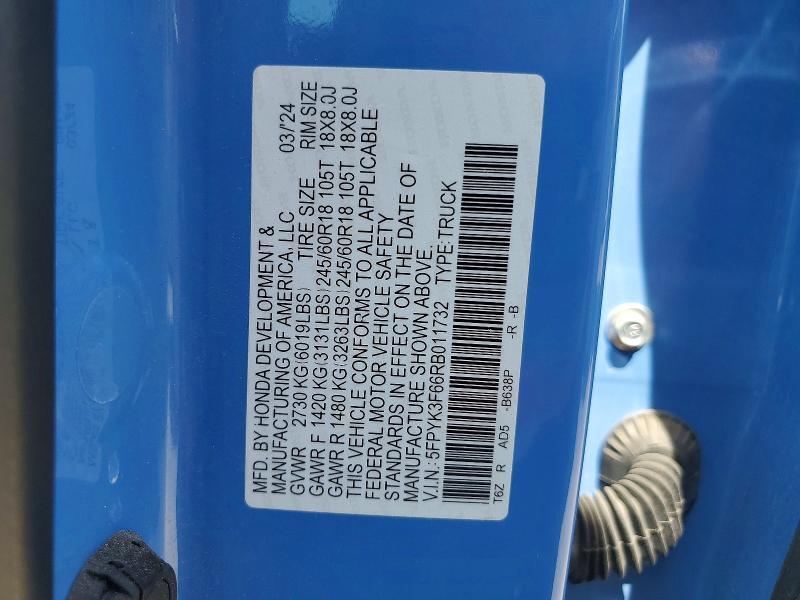 MFD. BY HONDA DEVELOPMENT &
MANUFACTURING OF AMERICA, LLC 03/'24
GVWR 2730 KG(6019LBS) TIRE SIZE RIM SIZE
GAWR F 1420 KG(3131LBS) 245/60R18 105T 18X8.0J
GAWR R 1480 KG(3263LBS) 245/60R18 105T 18X8.0J
THIS VEHICLE CONFORMS TO ALL APPLICABLE
FEDERAL MOTOR VEHICLE SAFETY
STANDARDS IN EFFECT ON THE DATE OF
MANUFACTURE SHOWN ABOVE.
V.I.N.: 5FPYK3F66RB011732 TYPE: TRUCK
T6Z R AD5 -B638P -R -B